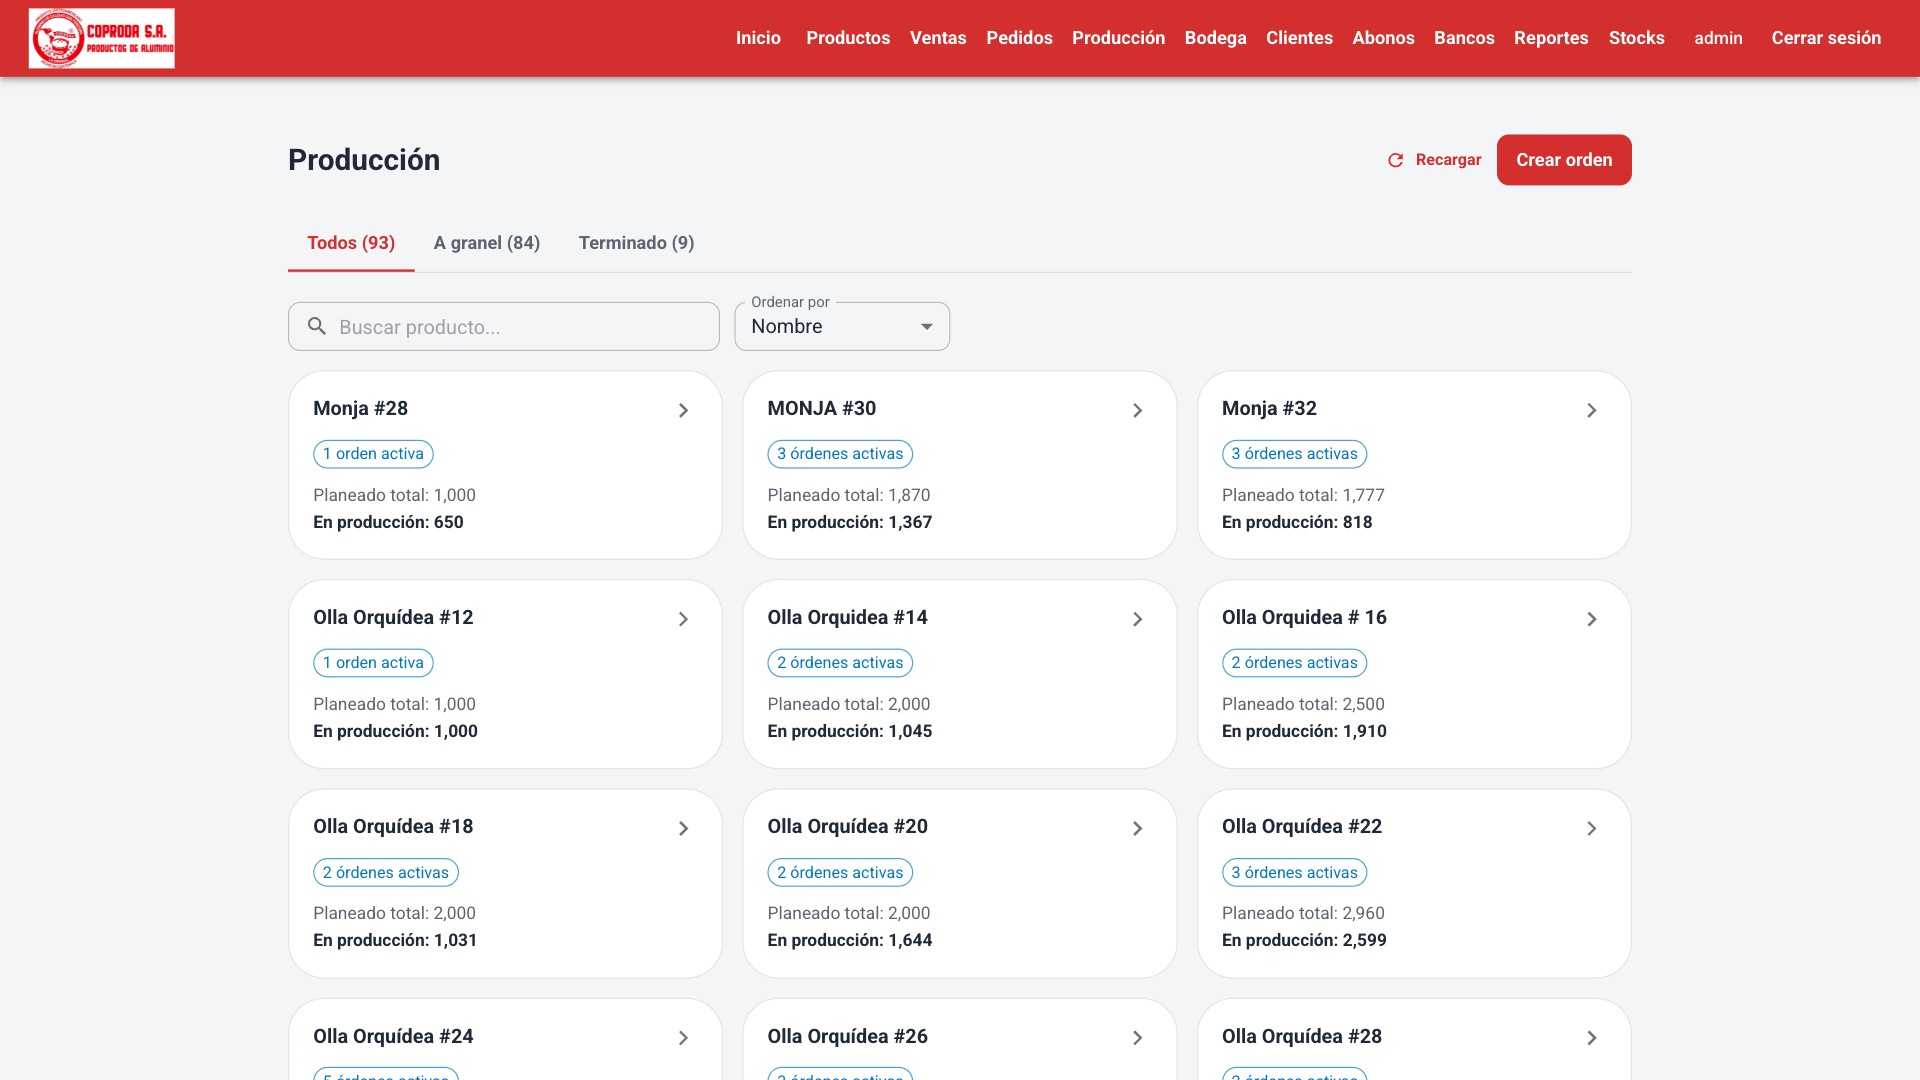 COPRODA S.A.
PRODUCTOS DE ALUMINIO
Inicio Productos Ventas Pedidos Producción Bodega Clientes Abonos Bancos Reportes Stocks admin Cerrar sesión
Producción
Recargar
Crear orden
Todos (93) A granel (84) Terminado (9)
Buscar producto...
Ordenar por
Nombre
Monja #28
1 orden activa
Planeado total: 1,000
En producción: 650
MONJA #30
3 órdenes activas
Planeado total: 1,870
En producción: 1,367
Monja #32
3 órdenes activas
Planeado total: 1,777
En producción: 818
Olla Orquídea #12
1 orden activa
Planeado total: 1,000
En producción: 1,000
Olla Orquidea #14
2 órdenes activas
Planeado total: 2,000
En producción: 1,045
Olla Orquidea # 16
2 órdenes activas
Planeado total: 2,500
En producción: 1,910
Olla Orquídea #18
2 órdenes activas
Planeado total: 2,000
En producción: 1,031
Olla Orquídea #20
2 órdenes activas
Planeado total: 2,000
En producción: 1,644
Olla Orquídea #22
3 órdenes activas
Planeado total: 2,960
En producción: 2,599
Olla Orquídea #24
5 órdenes activas
Olla Orquídea #26
órdenes activas
Olla Orquídea #28
órdenes activas